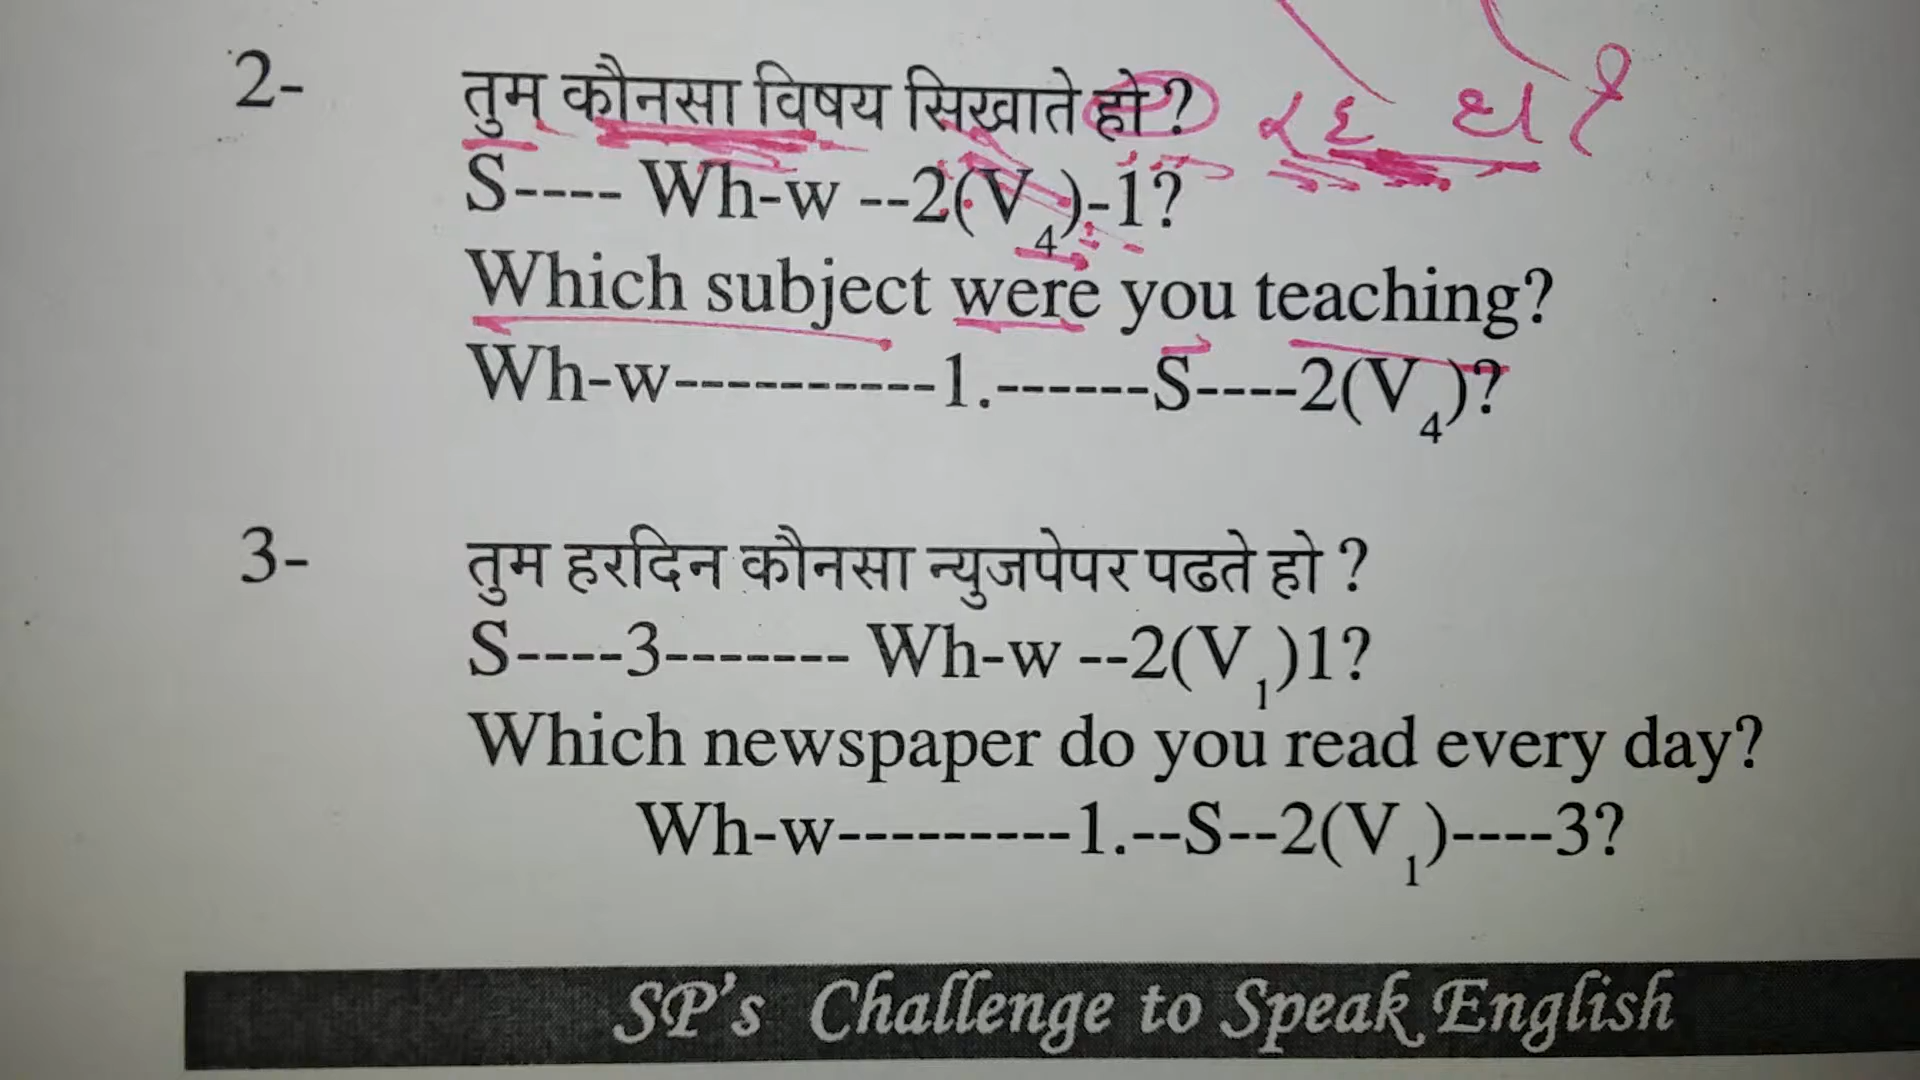 2- तुम कौनसा विषय सिखाते हो ? रहे थे ?
S---- Wh-w --2(V4)-1?
Which subject were you teaching?
Wh-w----------1.------S----2(V4)?
3- तुम हरदिन कौनसा न्युजपेपर पढते हो ?
S----3------- Wh-w --2(V1)1?
Which newspaper do you read every day?
Wh-w---------1.--S--2(V1)----3?
SP's Challenge to Speak English